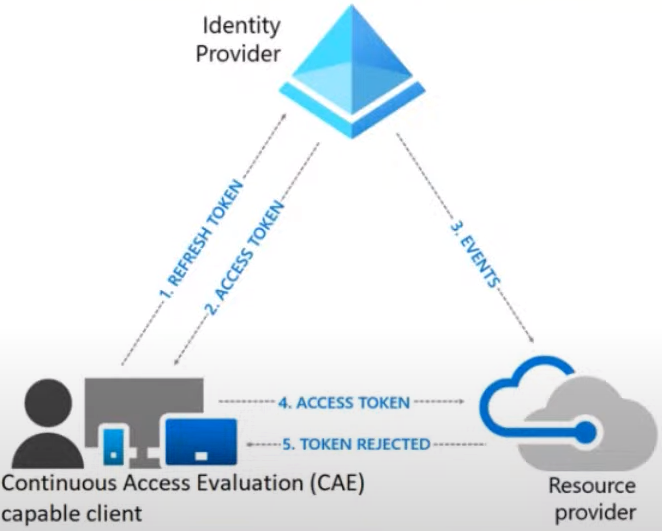 Identity
Provider
1. REFRESH TOKEN
2. ACCESS TOKEN
3. EVENTS
4. ACCESS TOKEN
5. TOKEN REJECTED
Continuous Access Evaluation (CAE)
capable client
Resource
provider